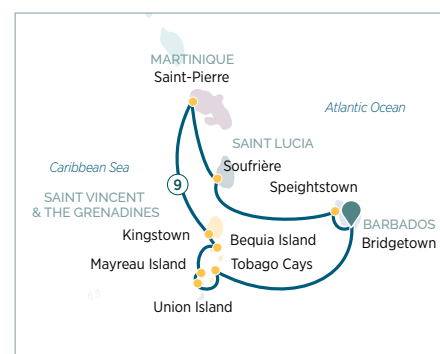 MARTINIQUE
Saint-Pierre
Atlantic Ocean
SAINT LUCIA
Caribbean Sea
Soufrière
9
Speightstown
SAINT VINCENT
& THE GRENADINES
BARBADOS
Kingstown
Bequia Island
Bridgetown
Mayreau Island
Tobago Cays
Union Island